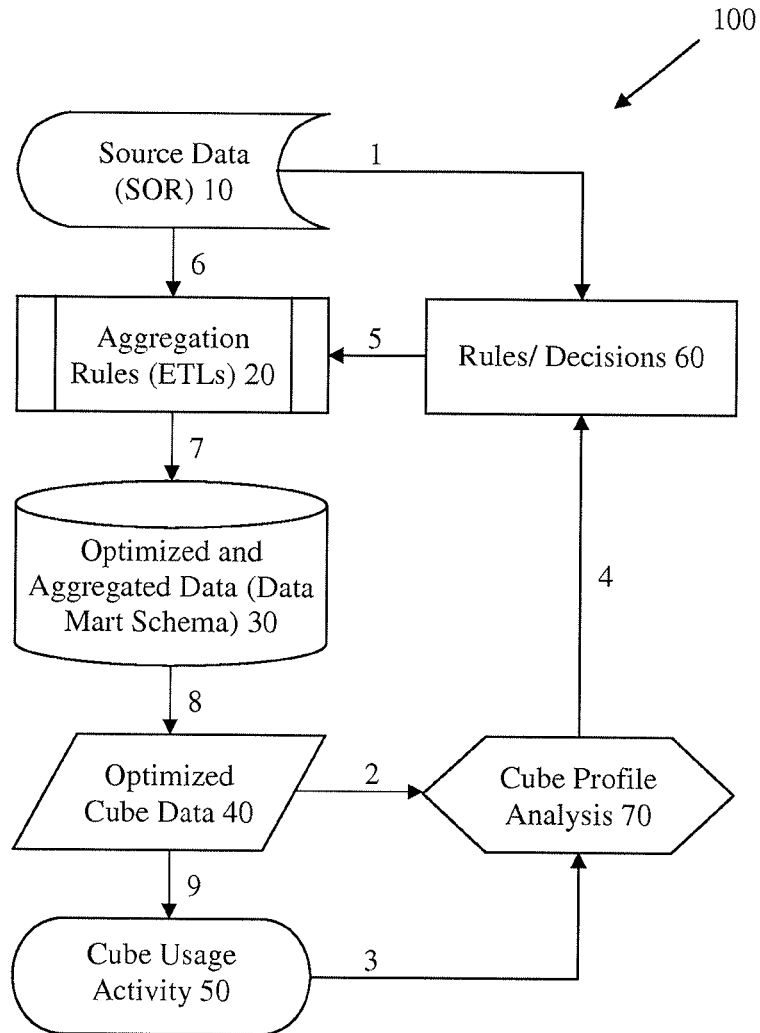 100
Source Data
(SOR) 10
1
6
Aggregation
Rules (ETLs) 20
5
Rules/ Decisions 60
7
Optimized and
Aggregated Data (Data
Mart Schema) 30
4
8
Optimized
Cube Data 40
2
Cube Profile
Analysis 70
9
Cube Usage
Activity 50
3